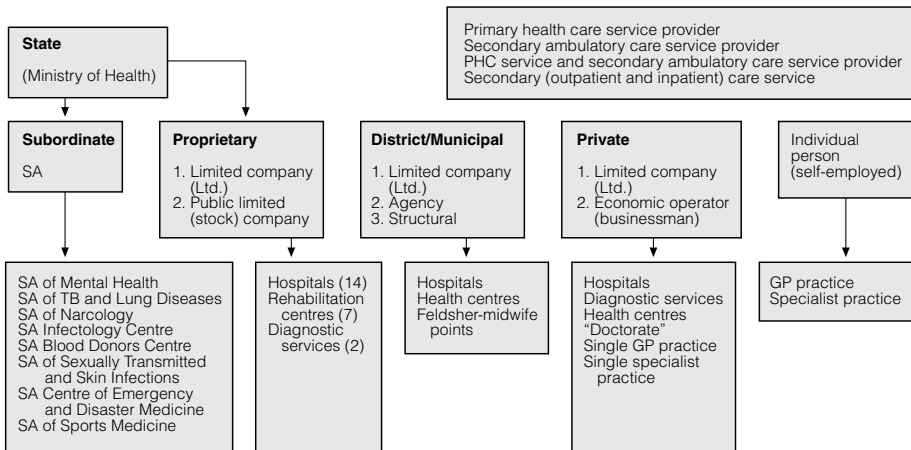 State
(Ministry of Health)
Primary health care service provider
Secondary ambulatory care service provider
PHC service and secondary ambulatory care service provider
Secondary (outpatient and inpatient) care service
Subordinate
SA
Proprietary
1. Limited company
(Ltd.)
2. Public limited
(stock) company
District/Municipal
1. Limited company
(Ltd.)
2. Agency
3. Structural
Private
1. Limited company
(Ltd.)
2. Economic operator
(businessman)
Individual
person
(self-employed)
SA of Mental Health
SA of TB and Lung Diseases
SA of Narcology
SA Infectology Centre
SA Blood Donors Centre
SA of Sexually Transmitted
and Skin Infections
SA Centre of Emergency
and Disaster Medicine
SA of Sports Medicine
Hospitals (14)
Rehabilitation
centres (7)
Diagnostic
services (2)
Hospitals
Health centres
Feldsher-midwife
points
Hospitals
Diagnostic services
Health centres
“Doctorate”
Single GP practice
Single specialist
practice
GP practice
Specialist practice